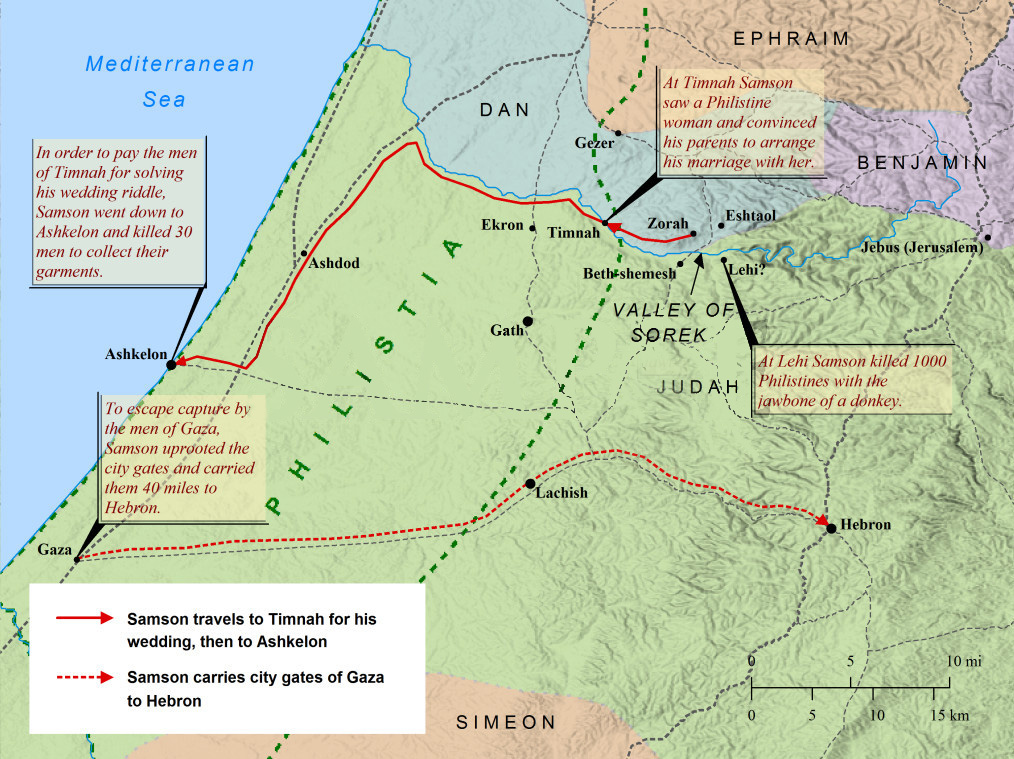 EPHRAIM
Mediterranean
Sea
DAN
At Timnah Samson
saw a Philistine
woman and convinced
his parents to arrange
his marriage with her.
Gezer
BENJAMIN
In order to pay the men
of Timnah for solving
his wedding riddle,
Samson went down to
Ashkelon and killed 30
men to collect their
garments.
Ekron
Timnah
Zorah
Eshtaol
Jebus (Jerusalem)
Ashdod
Beth-shemesh
Lehi?
PHILISTIA
VALLEY OF
SOREK
Gath
Ashkelon
At Lehi Samson killed 1000
Philistines with the
jawbone of a donkey.
JUDAH
To escape capture by
the men of Gaza,
Samson uprooted the
city gates and carried
them 40 miles to
Hebron.
Lachish
Hebron
Gaza
Samson travels to Timnah for his
wedding, then to Ashkelon
Samson carries city gates of Gaza
to Hebron
SIMEON
0 5 10 mi
0 5 10 15 km